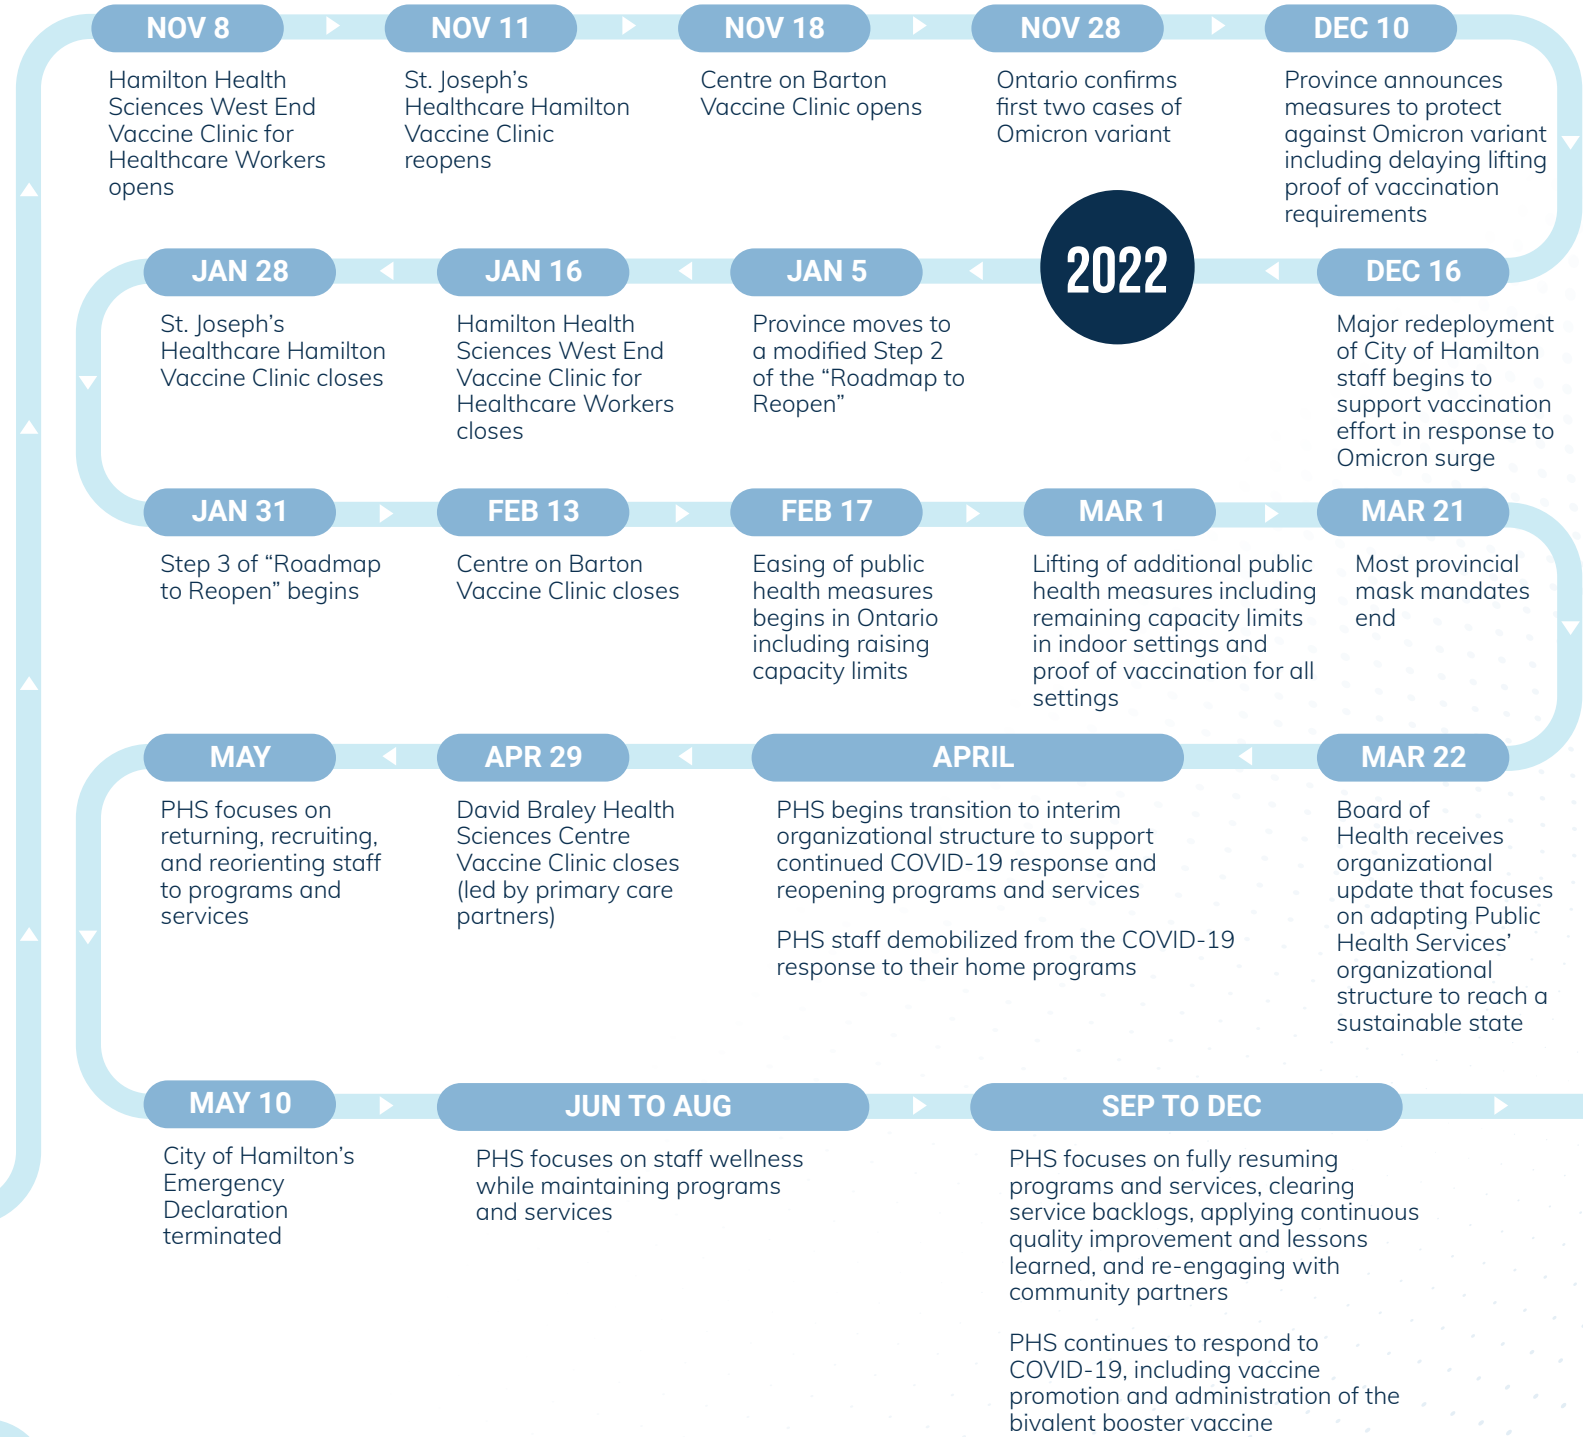 NOV 8
Hamilton Health
Sciences West End
Vaccine Clinic for
Healthcare Workers
opens
NOV 11
St. Joseph’s
Healthcare Hamilton
Vaccine Clinic
reopens
NOV 18
Centre on Barton
Vaccine Clinic opens
NOV 28
Ontario confirms
first two cases of
Omicron variant
DEC 10
Province announces
measures to protect
against Omicron variant
including delaying lifting
proof of vaccination
requirements
DEC 16
Major redeployment
of City of Hamilton
staff begins to
support vaccination
effort in response to
Omicron surge
2022
JAN 5
Province moves to
a modified Step 2
of the “Roadmap to
Reopen”
JAN 16
Hamilton Health
Sciences West End
Vaccine Clinic for
Healthcare Workers
closes
JAN 28
St. Joseph’s
Healthcare Hamilton
Vaccine Clinic closes
JAN 31
Step 3 of “Roadmap
to Reopen” begins
FEB 13
Centre on Barton
Vaccine Clinic closes
FEB 17
Easing of public
health measures
begins in Ontario
including raising
capacity limits
MAR 1
Lifting of additional public
health measures including
remaining capacity limits
in indoor settings and
proof of vaccination for all
settings
MAR 21
Most provincial
mask mandates
end
MAR 22
Board of
Health receives
organizational
update that focuses
on adapting Public
Health Services’
organizational
structure to reach a
sustainable state
APRIL
PHS begins transition to interim
organizational structure to support
continued COVID-19 response and
reopening programs and services
PHS staff demobilized from the COVID-19
response to their home programs
APR 29
David Braley Health
Sciences Centre
Vaccine Clinic closes
(led by primary care
partners)
MAY
PHS focuses on
returning, recruiting,
and reorienting staff
to programs and
services
MAY 10
City of Hamilton’s
Emergency
Declaration
terminated
JUN TO AUG
PHS focuses on staff wellness
while maintaining programs
and services
SEP TO DEC
PHS focuses on fully resuming
programs and services, clearing
service backlogs, applying continuous
quality improvement and lessons
learned, and re-engaging with
community partners
PHS continues to respond to
COVID-19, including vaccine
promotion and administration of the
bivalent booster vaccine